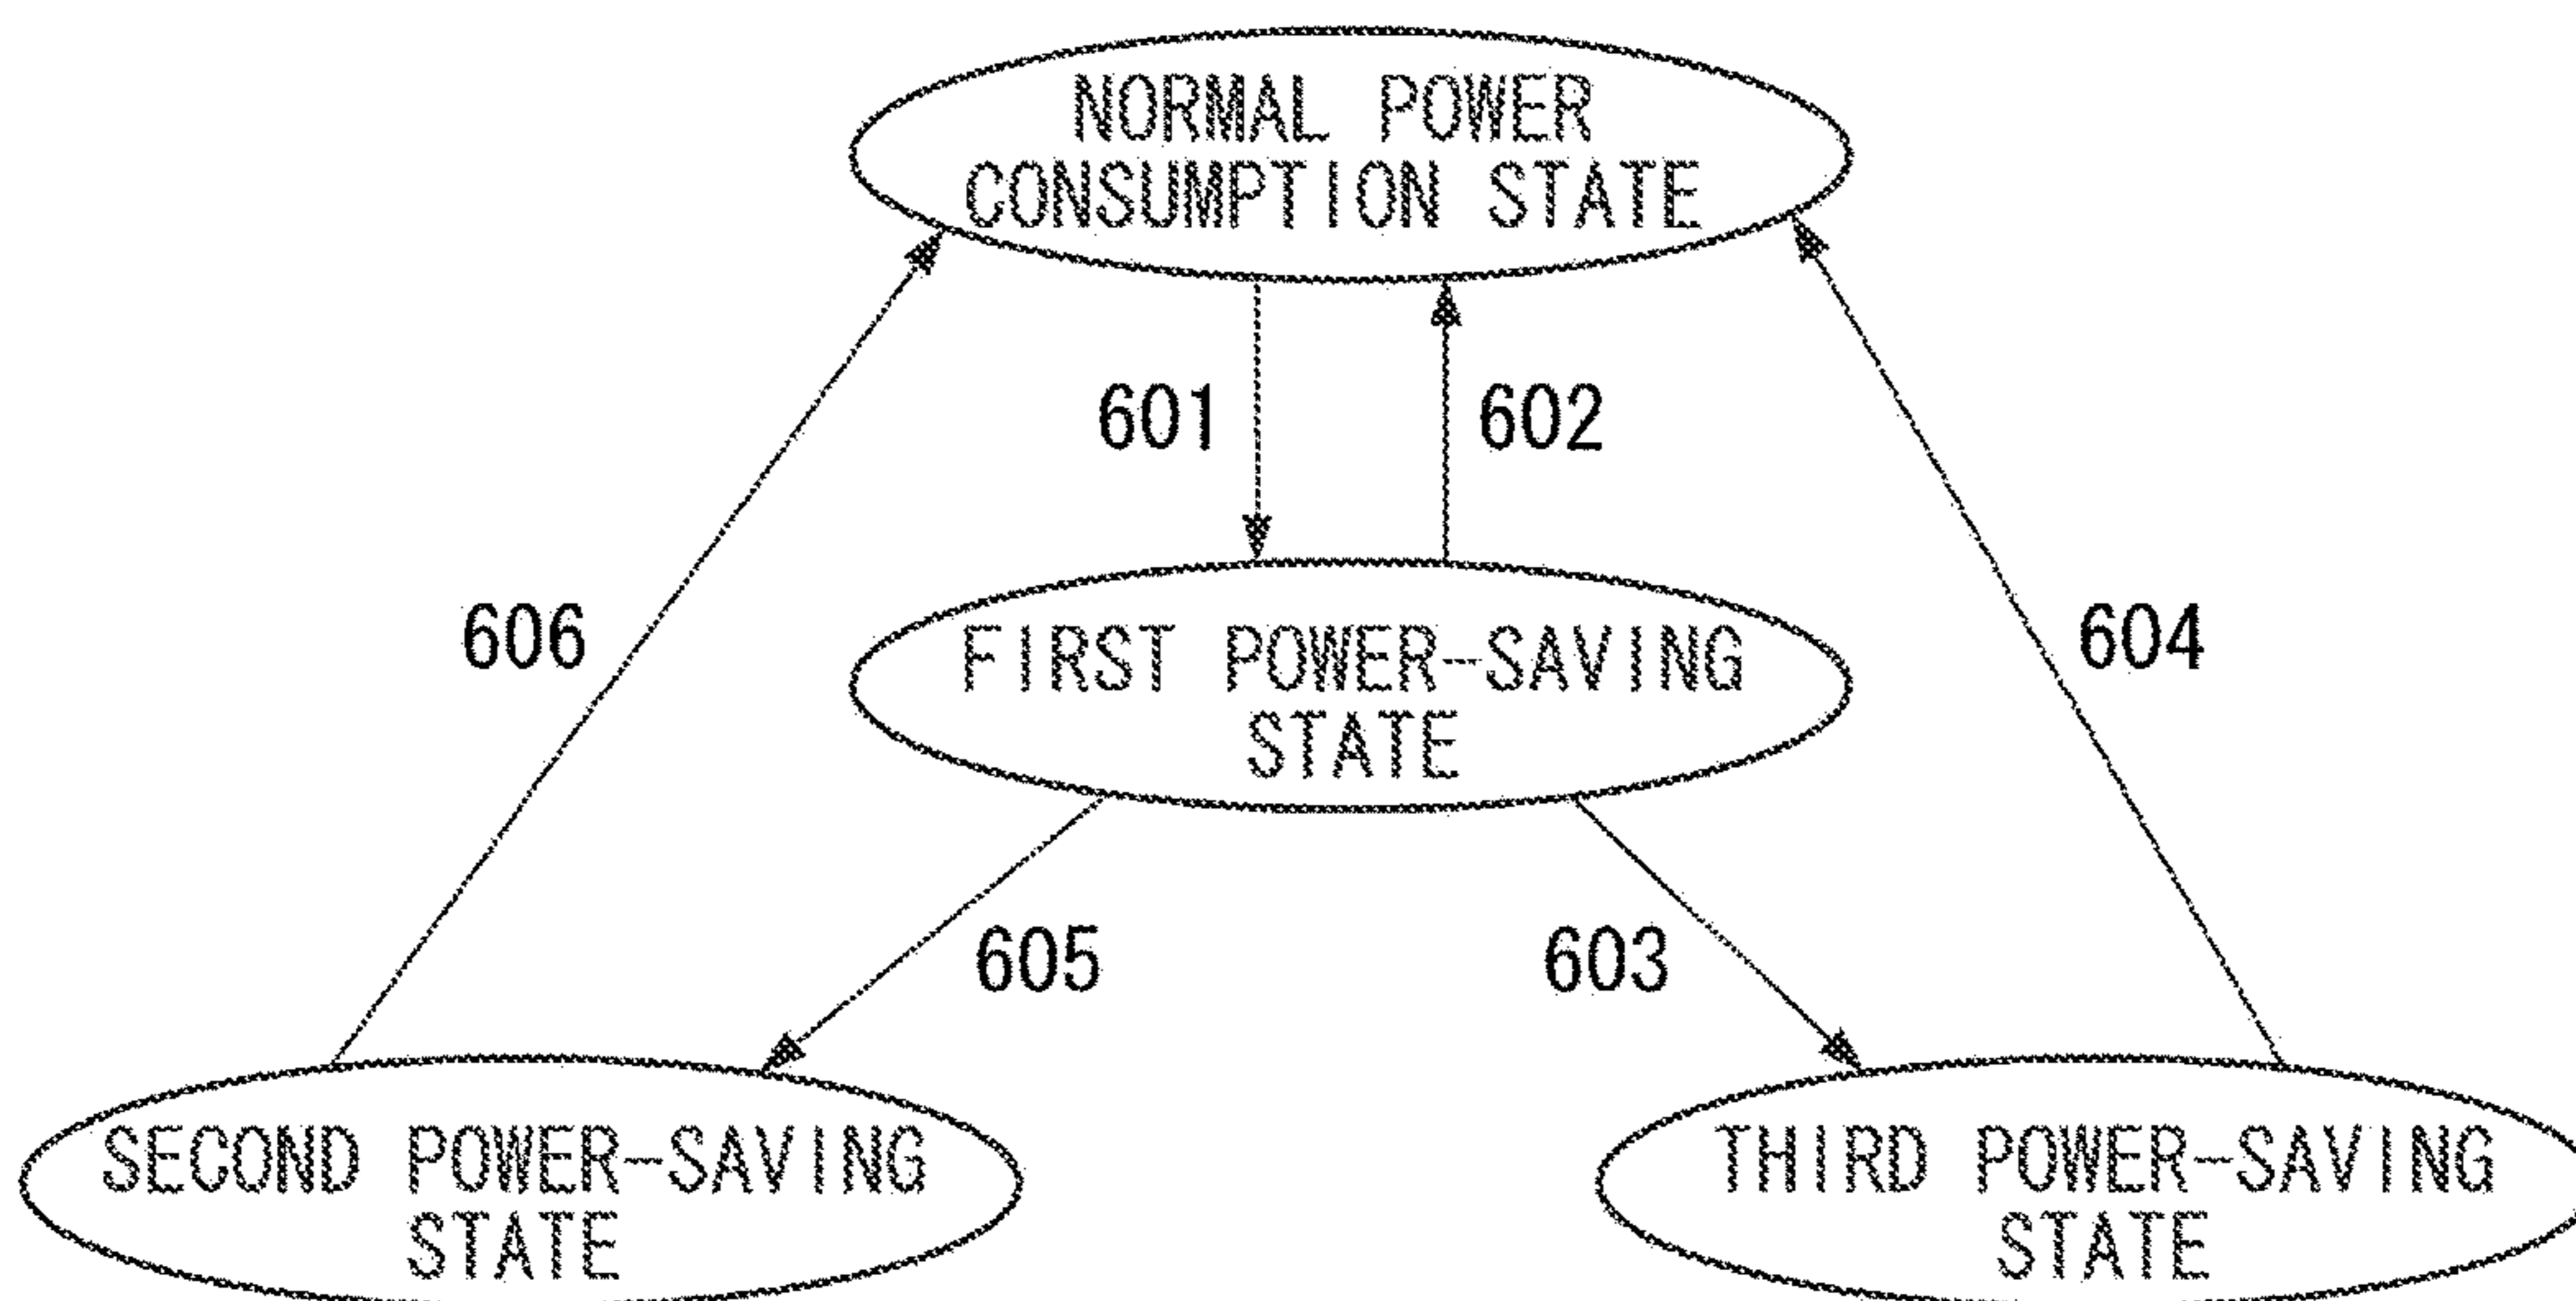 NORMAL POWER
CONSUMPTION STATE
601
602
606
604
FIRST POWER-SAVING
STATE
605
603
SECOND POWER-SAVING
STATE
THIRD POWER-SAVING
STATE